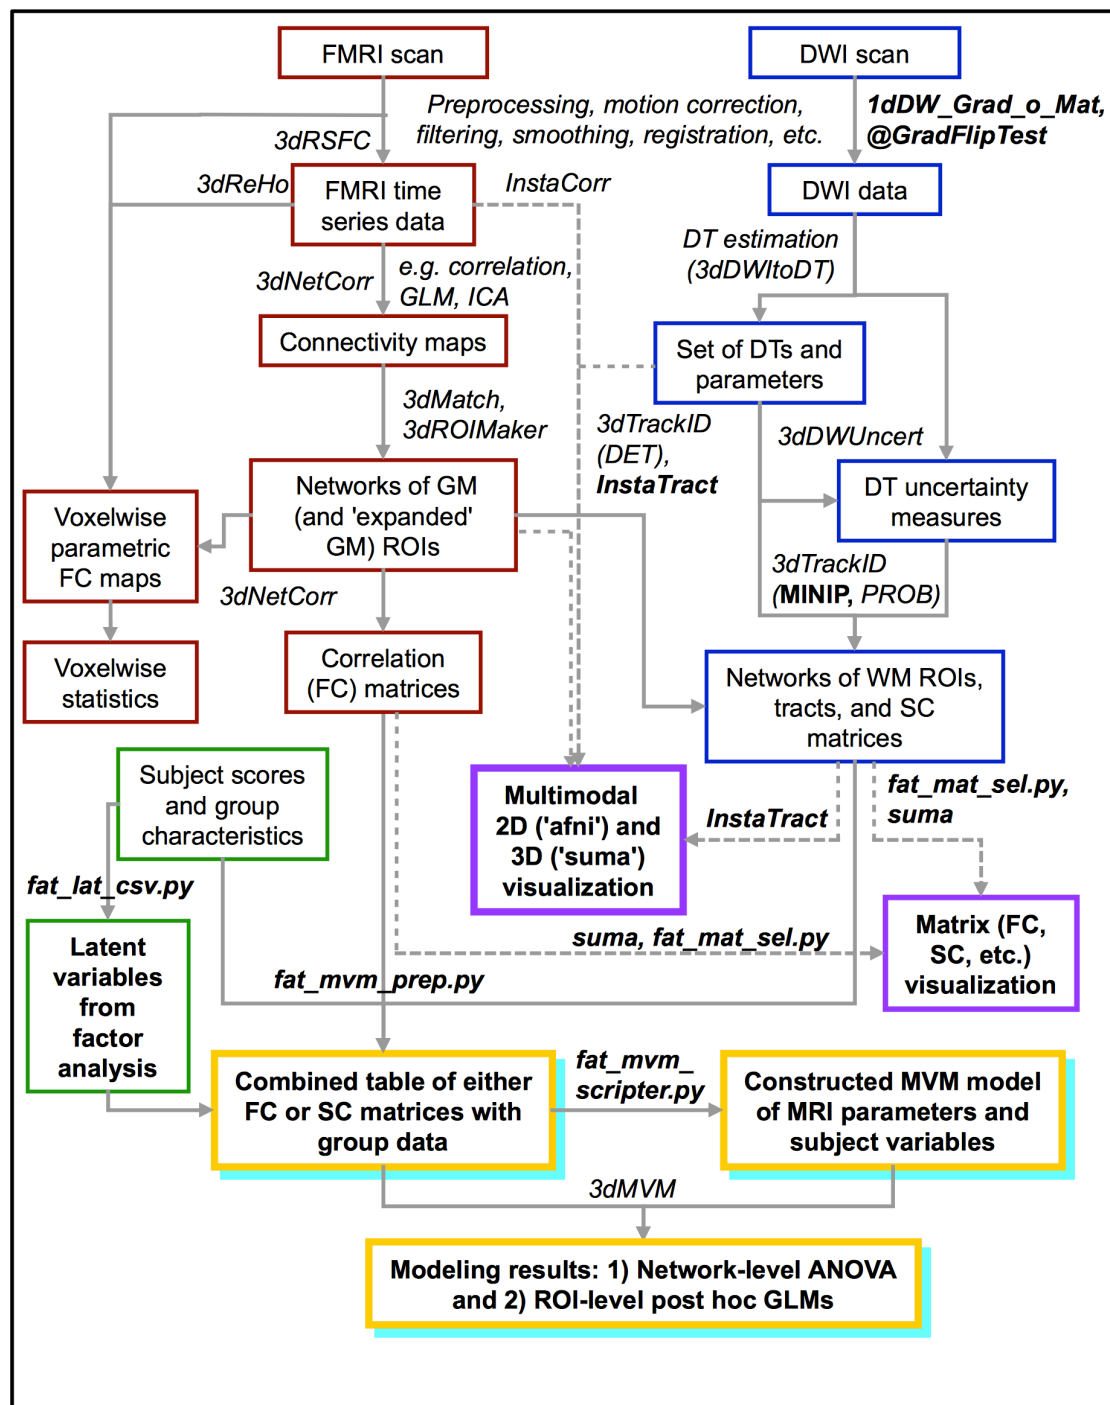 FMRI scan
DWI scan
Preprocessing, motion correction,
filtering, smoothing, registration, etc.
1dDW_Grad_o_Mat,
@GradFlipTest
3dRSFC
3dReHo
FMRI time
series data
InstaCorr
DWI data
DT estimation
(3dDWItoDT)
3dNetCorr
e.g. correlation,
GLM, ICA
Connectivity maps
Set of DTs and
parameters
3dMatch,
3dROIMaker
3dTrackID
(DET),
InstaTract
3dDWUncert
Networks of GM
(and 'expanded'
GM) ROIs
DT uncertainty
measures
Voxelwise
parametric
FC maps
3dTrackID
(MINIP, PROB)
3dNetCorr
Voxelwise
statistics
Correlation
(FC) matrices
Networks of WM ROIs,
tracts, and SC
matrices
Subject scores
and group
characteristics
Multimodal
2D ('afni') and
3D ('suma')
visualization
InstaTract
fat_mat_sel.py,
suma
fat_lat_csv.py
Latent
variables
from
factor
analysis
suma, fat_mat_sel.py
Matrix (FC,
SC, etc.)
visualization
fat_mvm_prep.py
Combined table of either
FC or SC matrices with
group data
fat_mvm_
scripter.py
Constructed MVM model
of MRI parameters and
subject variables
3dMVM
Modeling results: 1) Network-level ANOVA
and 2) ROI-level post hoc GLMs